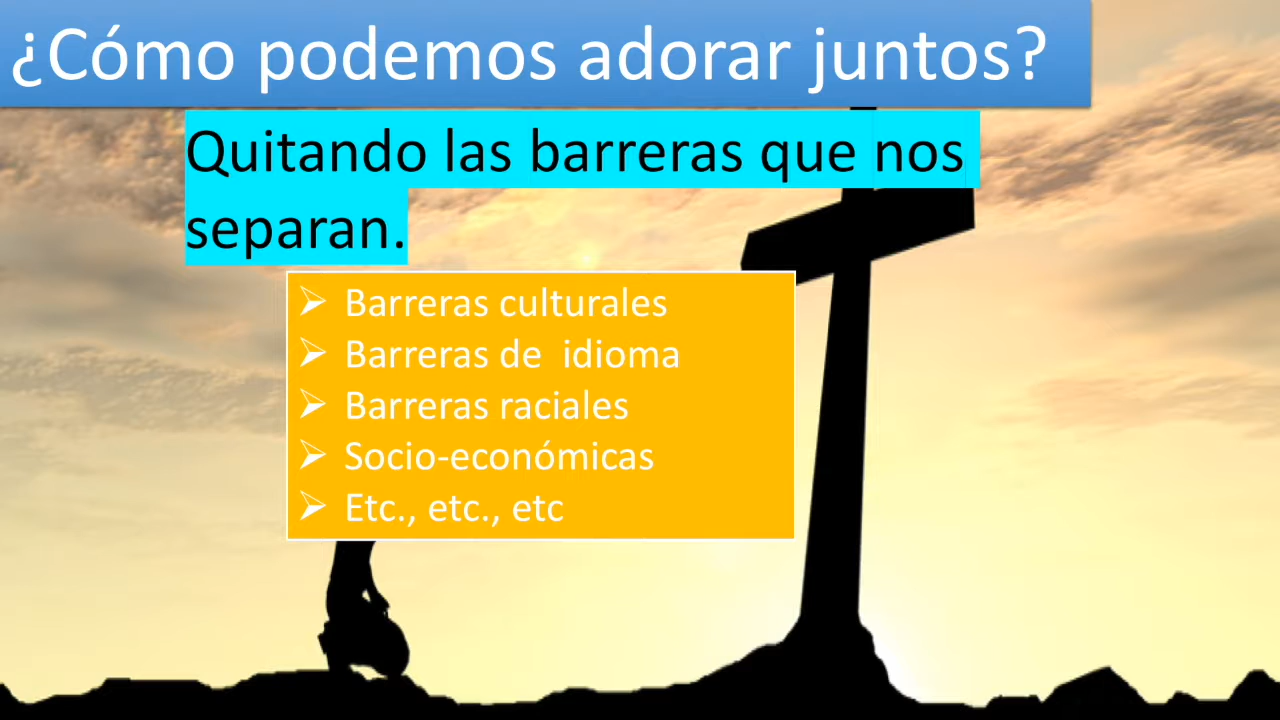 ¿Cómo podemos adorar juntos?
Quitando las barreras que nos
separan.
Barreras culturales
Barreras de  idioma
Barreras raciales
Socio-económicas
Etc., etc., etc